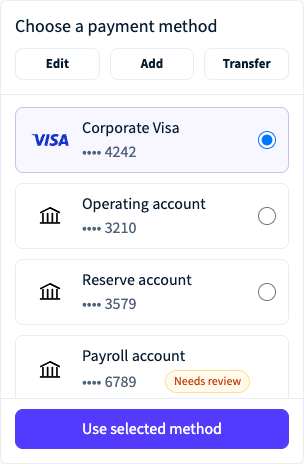 Choose a payment method
Edit
Add
Transfer
VISA
Corporate Visa
•••• 4242
Operating account
•••• 3210
Reserve account
•••• 3579
Payroll account
•••• 6789
Needs review
Use selected method